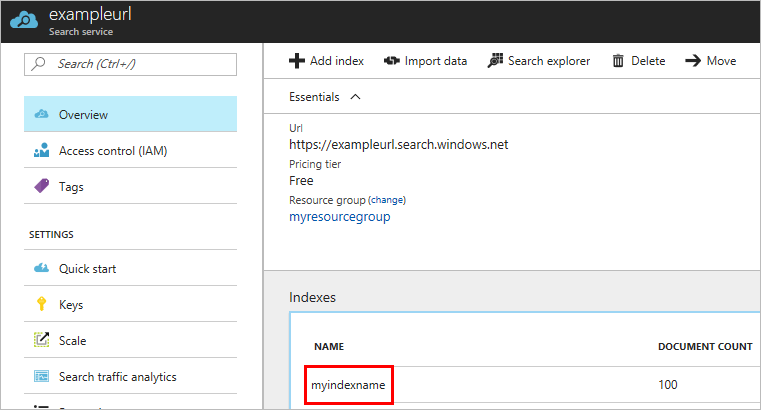 exampleurl
Search service
Search (Ctrl+/)
Overview
Access control (IAM)
Tags
SETTINGS
Quick start
Keys
Scale
Search traffic analytics
Add index Import data Search explorer Delete Move
Essentials
Url
https://exampleurl.search.windows.net
Pricing tier
Free
Resource group (change)
myresourcegroup
Indexes
NAME DOCUMENT COUNT
myindexname 100